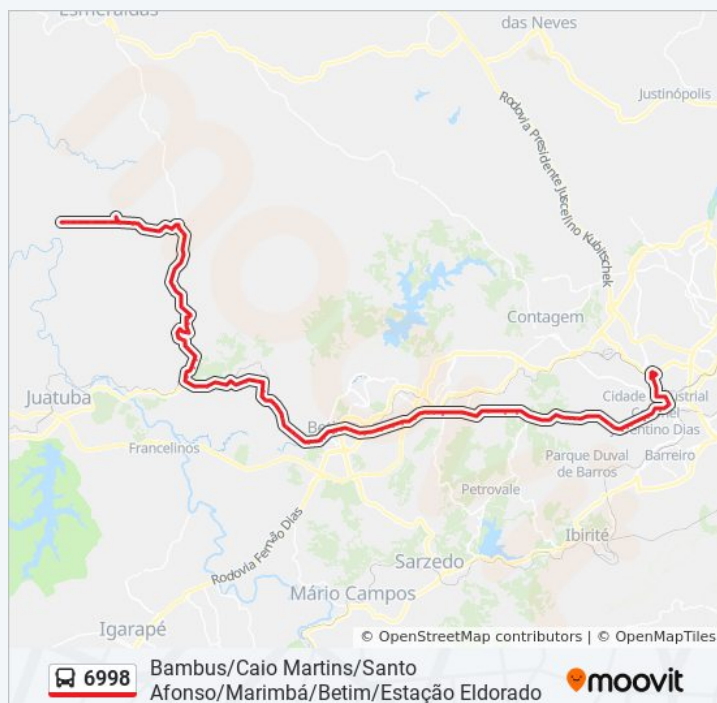 Esmeraldas
das Neves
Justinópolis
Rodovia Presidente Juscelino Kubitschek
Contagem
Juatuba
Francelinos
Cidade
Parque Duval
de Barros
Barreiro
Petrovale
Ibirité
Rodovia Fernão Dias
Sarzedo
Mário Campos
Igarapé
© OpenStreetMap contributors | © OpenMapTiles
6998
Bambus/Caio Martins/Santo
Afonso/Marimbá/Betim/Estação Eldorado
moovit